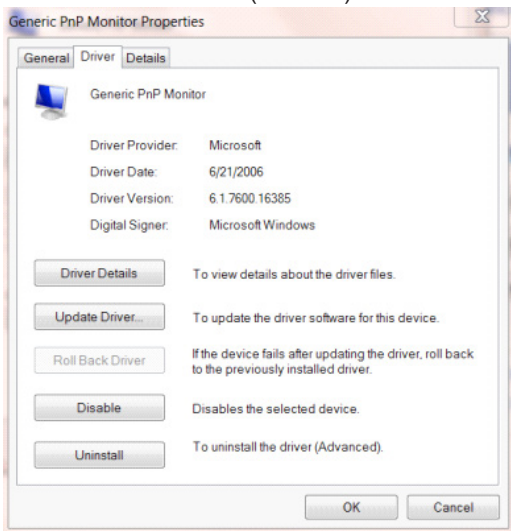 Generic PnP Monitor Properties
General Driver Details
Generic PnP Monitor
Driver Provider: Microsoft
Driver Date: 6/21/2006
Driver Version: 6.1.7600.16385
Digital Signer: Microsoft Windows
Driver Details To view details about the driver files.
Update Driver... To update the driver software for this device.
Roll Back Driver If the device fails after updating the driver, roll back
to the previously installed driver.
Disable Disables the selected device.
Uninstall To uninstall the driver (Advanced).
OK Cancel